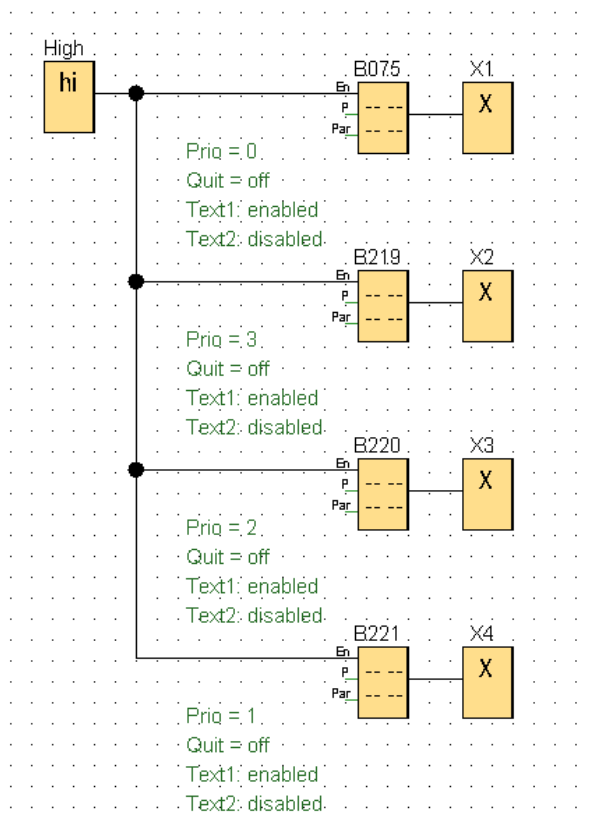 High
hi
B075
X1
En
P
Par
X
Prio = 0
Quit = off
Text1: enabled
Text2: disabled
B219
X2
En
P
Par
X
Prio = 3
Quit = off
Text1: enabled
Text2: disabled
B220
X3
En
P
Par
X
Prio = 2
Quit = off
Text1: enabled
Text2: disabled
B221
X4
En
P
Par
X
Prio = 1
Quit = off
Text1: enabled
Text2: disabled